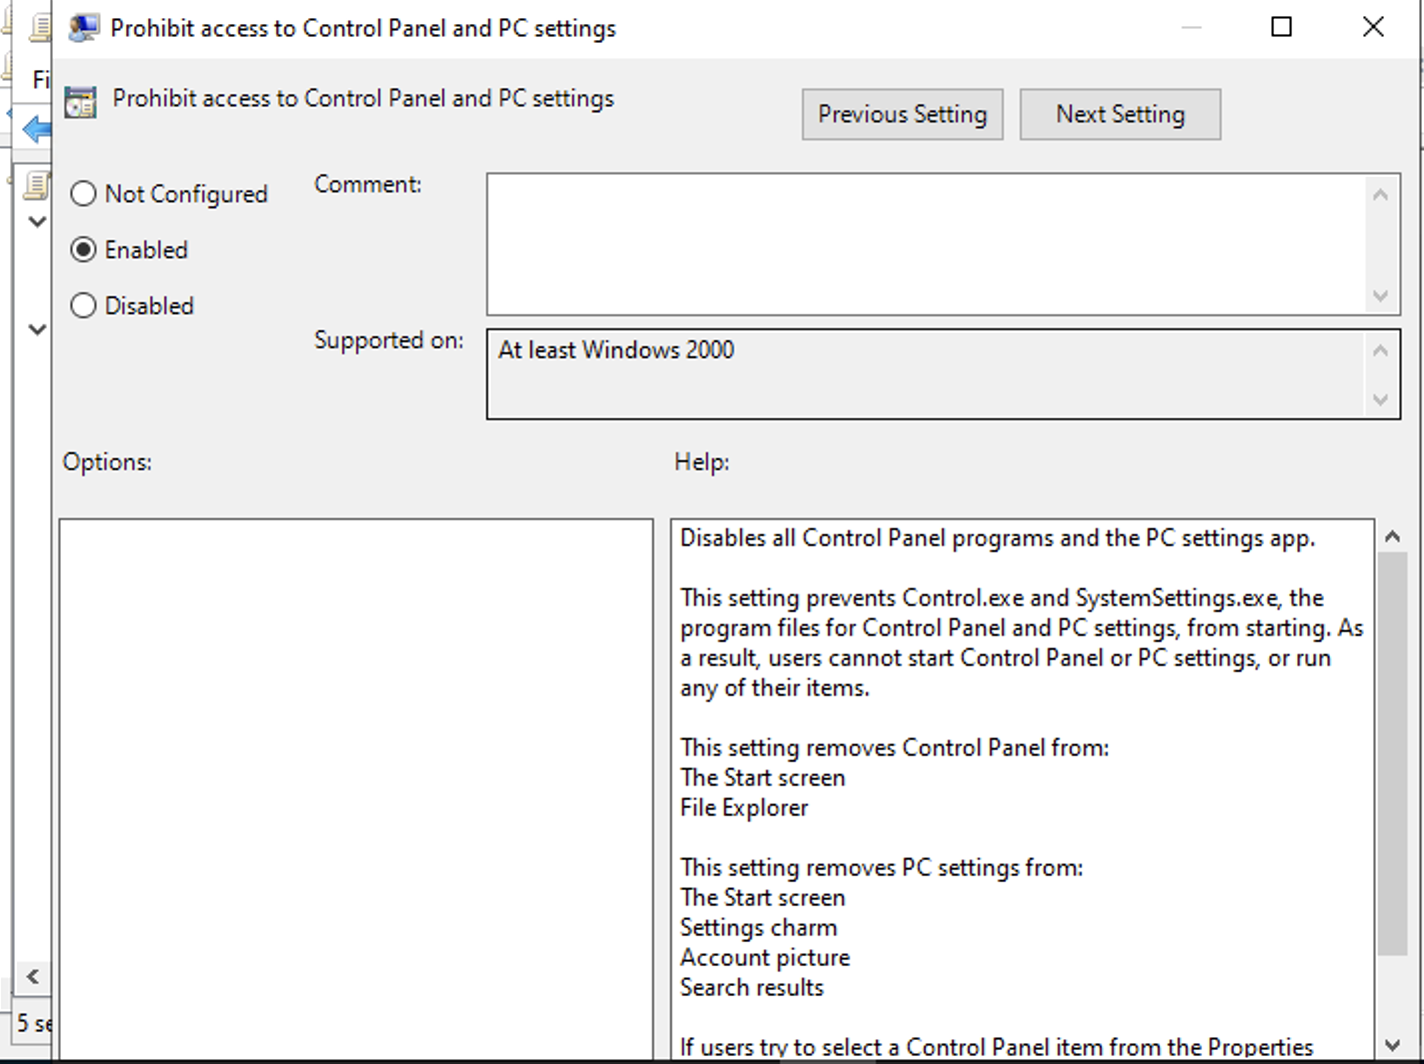 Prohibit access to Control Panel and PC settings
Fi
Prohibit access to Control Panel and PC settings
Previous Setting
Next Setting
Not Configured
Comment:
Enabled
Disabled
Supported on:
At least Windows 2000
Options:
Help:
Disables all Control Panel programs and the PC settings app.
This setting prevents Control.exe and SystemSettings.exe, the
program files for Control Panel and PC settings, from starting. As
a result, users cannot start Control Panel or PC settings, or run
any of their items.
This setting removes Control Panel from:
The Start screen
File Explorer
This setting removes PC settings from:
The Start screen
Settings charm
Account picture
Search results
5 se
If users try to select a Control Panel item from the Properties